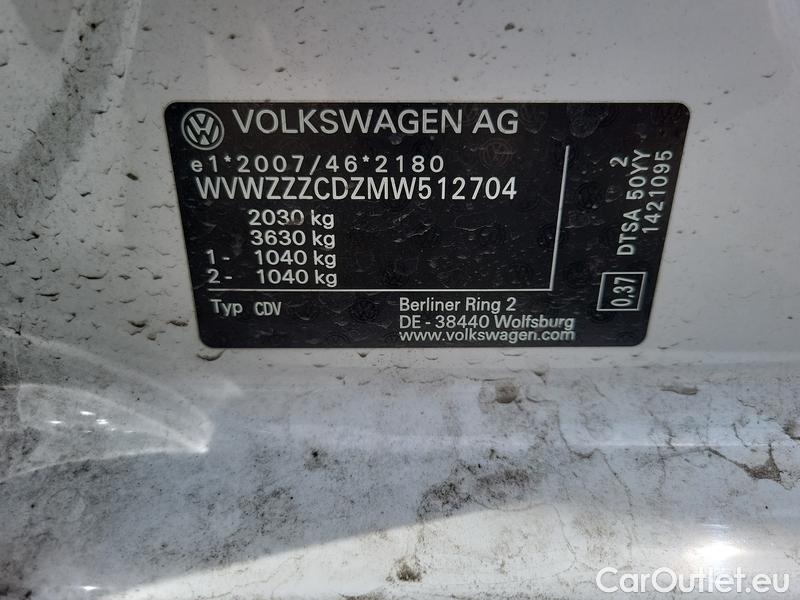 VOLKSWAGEN AG
e1*2007/46*2180
WVWZZZCDZMW512704
2030 kg
3630 kg
1- 1040 kg
2- 1040 kg
Typ CDV
Berliner Ring 2
DE - 38440 Wolfsburg
www.volkswagen.com
2
DTSA 50YY
1421095
0.37
CarOutlet.eu